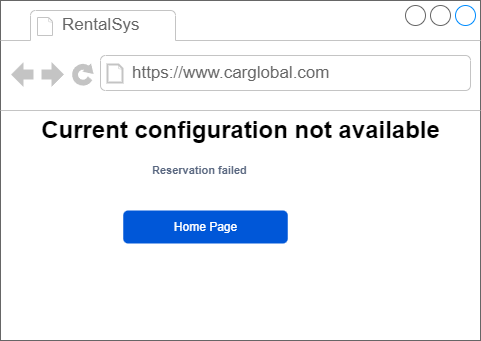 RentalSys
https://www.carglobal.com
Current configuration not available
Reservation failed
Home Page